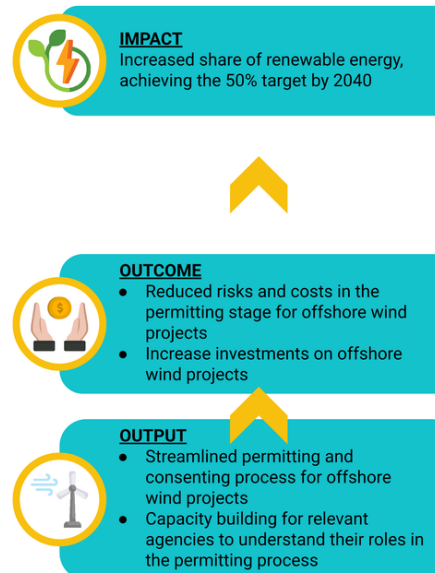 IMPACT
Increased share of renewable energy,
achieving the 50% target by 2040
OUTCOME
● Reduced risks and costs in the
permitting stage for offshore wind
projects
● Increase investments on offshore
wind projects
OUTPUT
● Streamlined permitting and
consenting process for offshore
wind projects
● Capacity building for relevant
agencies to understand their roles in
the permitting process